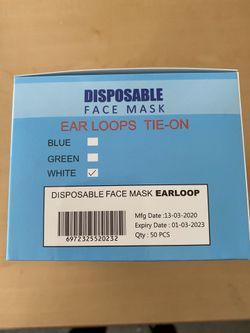 DISPOSABLE
FACE MASK
EAR LOOPS TIE-ON
BLUE
GREEN
WHITE ✓
DISPOSABLE FACE MASK EARLOOP
Mfg Date :13-03-2020
Expiry Date :01-03-2023
Qty : 50 PCS
6972325520232